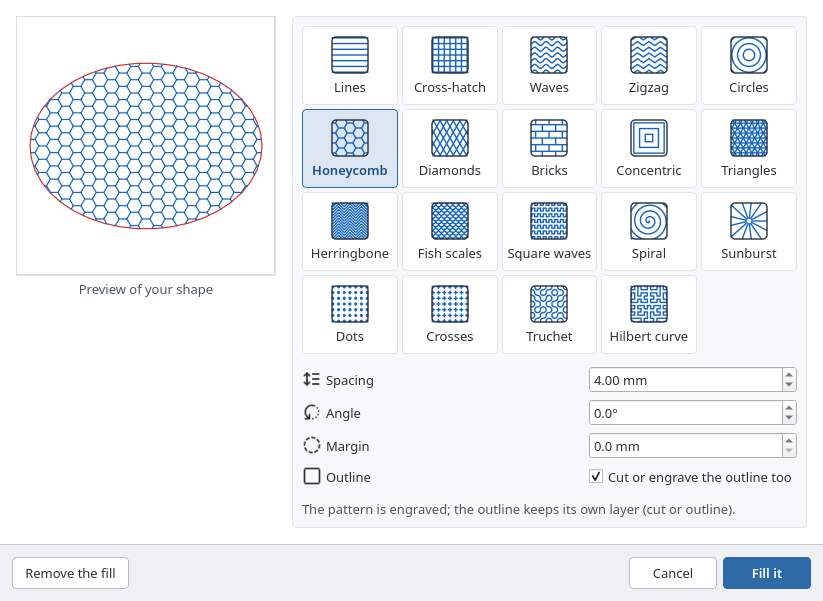 Lines
Cross-hatch
Waves
Zigzag
Circles
Honeycomb
Diamonds
Bricks
Concentric
Triangles
Herringbone
Fish scales
Square waves
Spiral
Sunburst
Dots
Crosses
Truchet
Hilbert curve
Preview of your shape
Spacing
4.00 mm
Angle
0.0°
Margin
0.0 mm
Outline
Cut or engrave the outline too
The pattern is engraved; the outline keeps its own layer (cut or outline).
Remove the fill
Cancel
Fill it